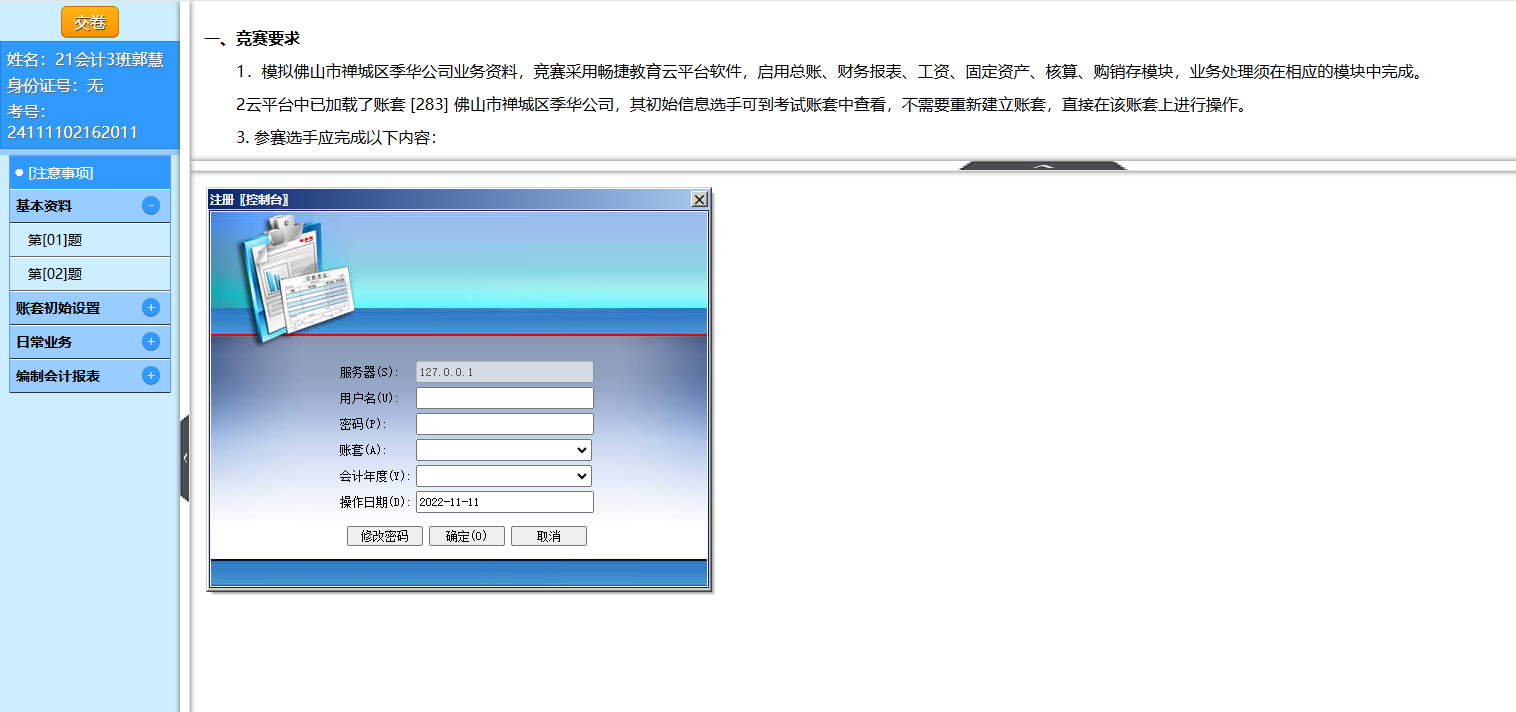 交卷
姓名：21会计3班郭慧
身份证号：无
考号：
24111102162011
[注意事项]
基本资料
第[01]题
第[02]题
账套初始设置
日常业务
编制会计报表
一、竞赛要求
1．模拟佛山市禅城区季华公司业务资料，竞赛采用畅捷教育云平台软件，启用总账、财务报表、工资、固定资产、核算、购销存模块，业务处理须在相应的模块中完成。
2云平台中已加载了账套 [283] 佛山市禅城区季华公司，其初始信息选手可到考试账套中查看，不需要重新建立账套，直接在该账套上进行操作。
3. 参赛选手应完成以下内容：
注册〖控制台〗
服务器(S)： 127.0.0.1
用户名(U)：
密码(P)：
账套(A)：
会计年度(Y)：
操作日期(D)： 2022-11-11
修改密码 确定(O) 取消